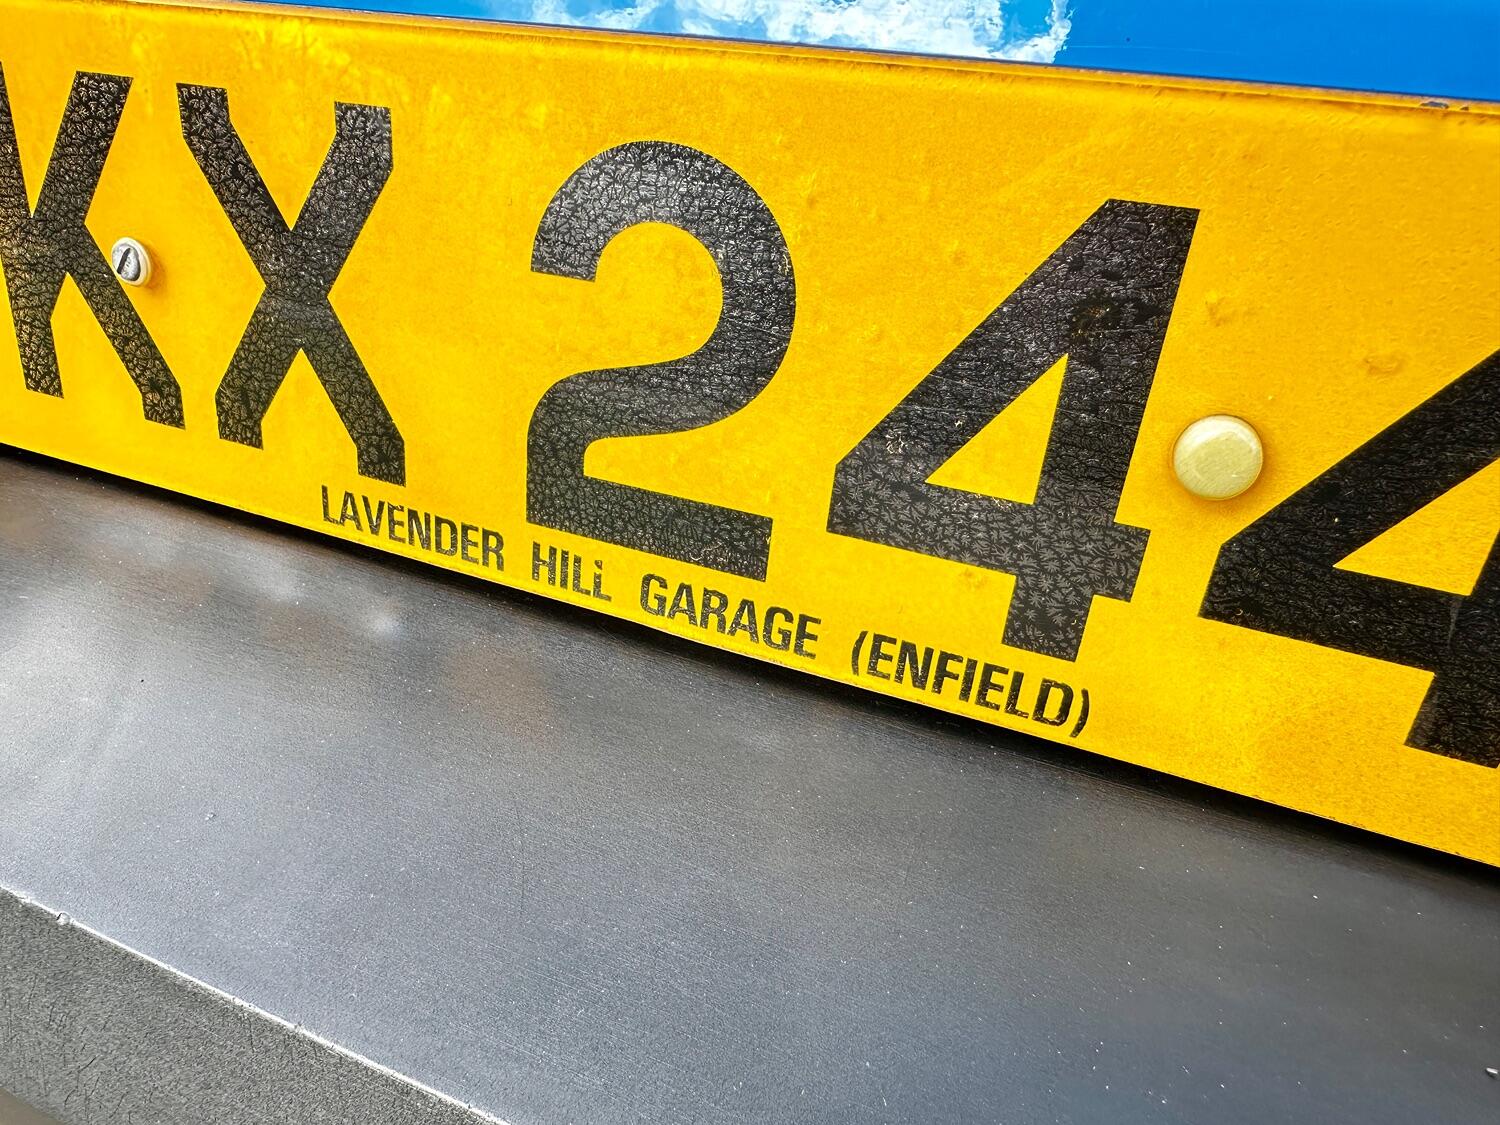 KX 244
LAVENDER HILL GARAGE (ENFIELD)